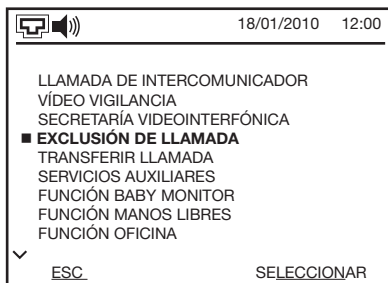 18/01/2010 12:00
LLAMADA DE INTERCOMUNICADOR
VÍDEO VIGILANCIA
SECRETARÍA VIDEOINTERFÓNICA
EXCLUSIÓN DE LLAMADA
TRANSFERIR LLAMADA
SERVICIOS AUXILIARES
FUNCIÓN BABY MONITOR
FUNCIÓN MANOS LIBRES
FUNCIÓN OFICINA
ESC SELECCIONAR